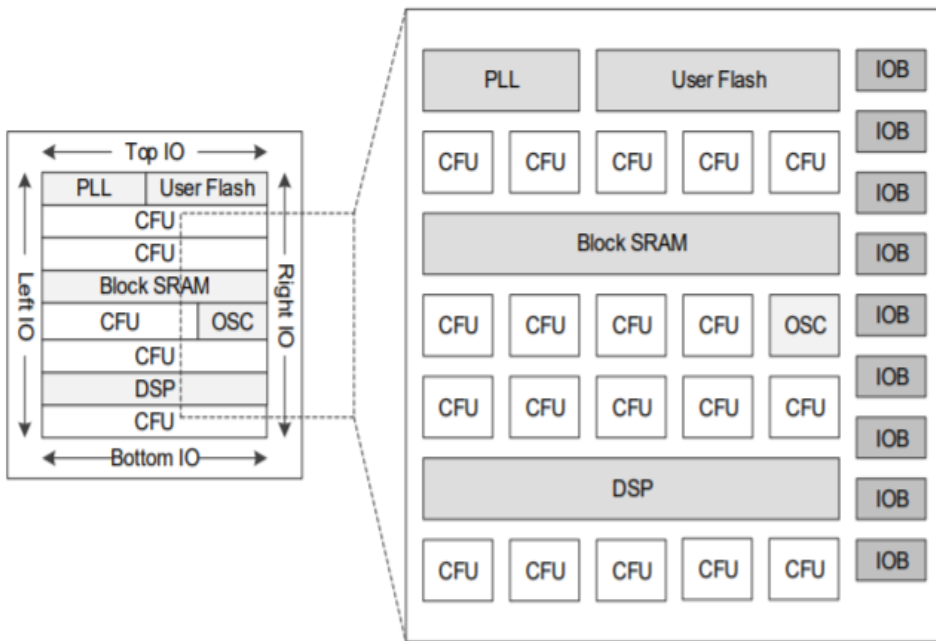 Top IO
Left IO
Right IO
PLL User Flash
CFU
CFU
Block SRAM
CFU OSC
CFU
DSP
CFU
Bottom IO
PLL User Flash
CFU CFU CFU CFU CFU
Block SRAM
CFU CFU CFU CFU OSC
CFU CFU CFU CFU CFU
DSP
CFU CFU CFU CFU CFU
IOB
IOB
IOB
IOB
IOB
IOB
IOB
IOB
IOB